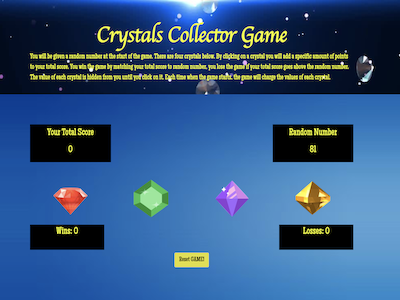 Crystals Collector Game
You will be given a random number at the start of the game. There are four crystals below. By clicking on a crystal you will add a specific amount of points
to your total score. You win the game by matching your total score to random number, you lose the game if your total score goes above the random number.
The value of each crystal is hidden from you until you click on it. Each time when the game starts, the game will change the values of each crystal.
Your Total Score
0
Random Number
81
Wins: 0
Losses: 0
Reset GAME!